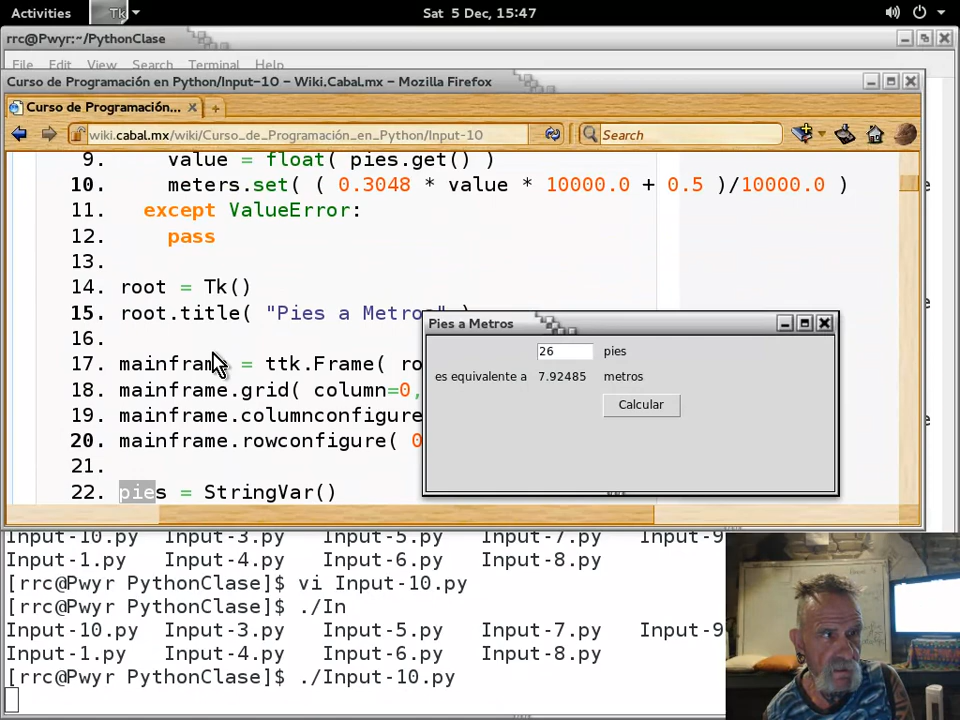 Activities Tk Sat 5 Dec, 15:47
rrc@Pwyr:~/PythonClase
File Edit View Search Terminal Help
Curso de Programación en Python/Input-10 – Wiki.Cabal.mx – Mozilla Firefox
Curso de Programación...
wiki.cabal.mx/wiki/Curso_de_Programación_en_Python/Input-10 Search
9. value = float( pies.get() )
10. meters.set( ( 0.3048 * value * 10000.0 + 0.5 )/10000.0 )
11. except ValueError:
12. pass
13.
14. root = Tk()
15. root.title( "Pies a Metros" )
16.
17. mainframe = ttk.Frame( ro
18. mainframe.grid( column=0,
19. mainframe.columnconfigure
20. mainframe.rowconfigure( 0
21.
22. pies = StringVar()
Pies a Metros
26 pies
es equivalente a 7.92485 metros
Calcular
Input-10.py Input-3.py Input-5.py Input-7.py Input-9
Input-1.py Input-4.py Input-6.py Input-8.py
[rrc@Pwyr PythonClase]$ vi Input-10.py
[rrc@Pwyr PythonClase]$ ./In
Input-10.py Input-3.py Input-5.py Input-7.py Input-9
Input-1.py Input-4.py Input-6.py Input-8.py
[rrc@Pwyr PythonClase]$ ./Input-10.py